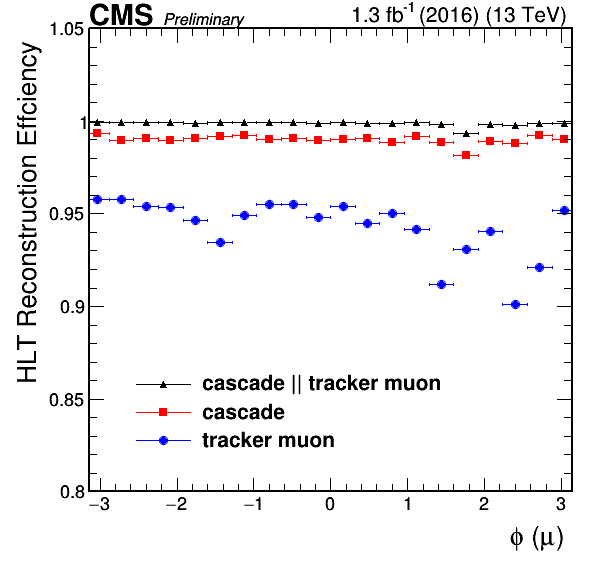 CMS Preliminary 1.3 fb-1 (2016) (13 TeV)
HLT Reconstruction Effciency
1.05
1
0.95
0.9
0.85
0.8
cascade || tracker muon
cascade
tracker muon
−3 −2 −1 0 1 2 3
ϕ (μ)